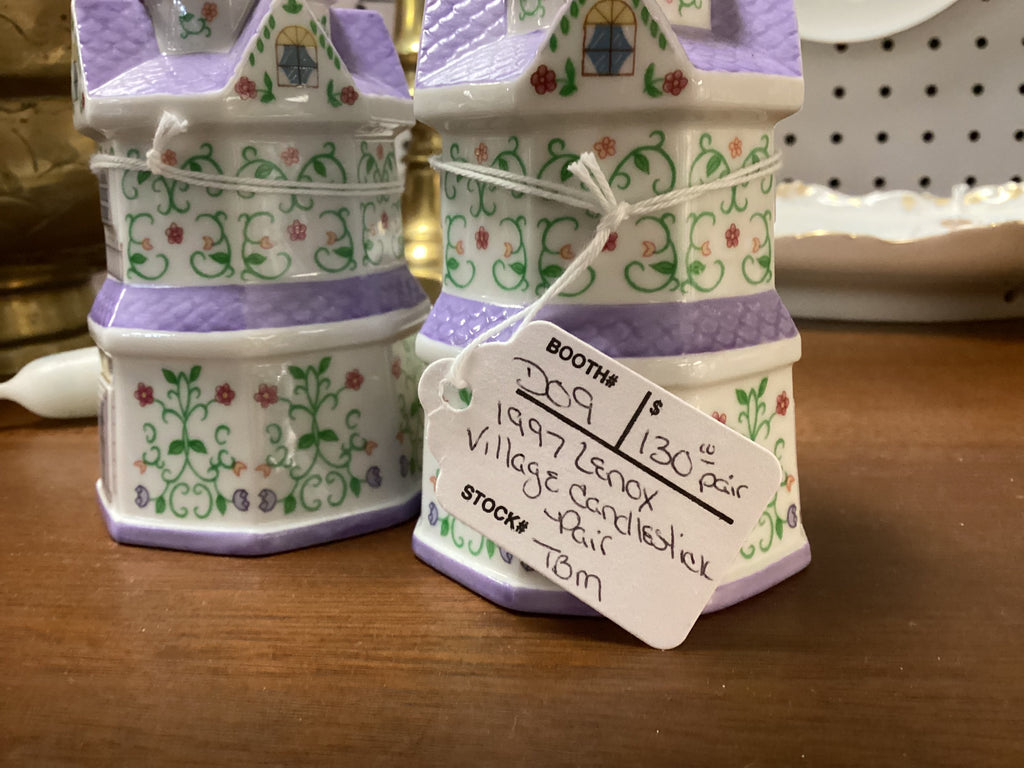 BOOTH#
D09
$
130 00 pair
1997 Lenox
Village Candlestick
Pair
STOCK#
TBM